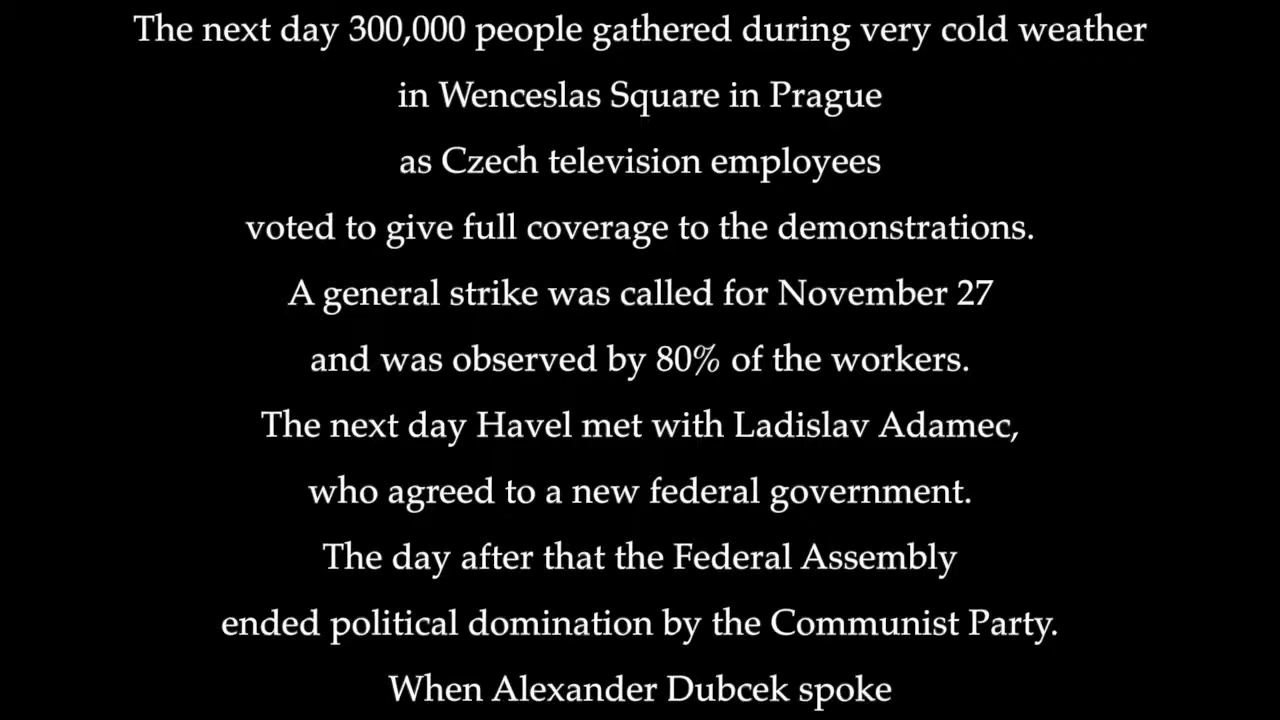 The next day 300,000 people gathered during very cold weather
in Wenceslas Square in Prague
as Czech television employees
voted to give full coverage to the demonstrations.
A general strike was called for November 27
and was observed by 80% of the workers.
The next day Havel met with Ladislav Adamec,
who agreed to a new federal government.
The day after that the Federal Assembly
ended political domination by the Communist Party.
When Alexander Dubcek spoke